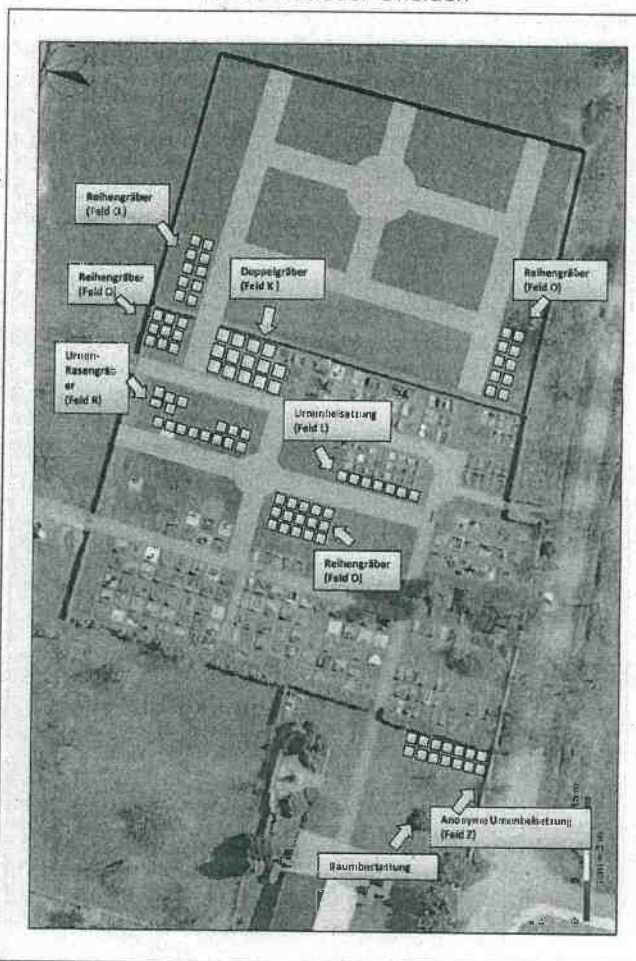 Reihengräber
(Feld O)
Doppelgräber
(Feld K)
Reihengräber
(Feld O)
Reihengräber
(Feld O)
Urnen-
Rasengräb
er
(Feld R)
Urnenbeisetzung
(Feld L)
Reihengräber
(Feld O)
Anonyme Urnenbeisetzung
(Feld Z)
Baumbestattung